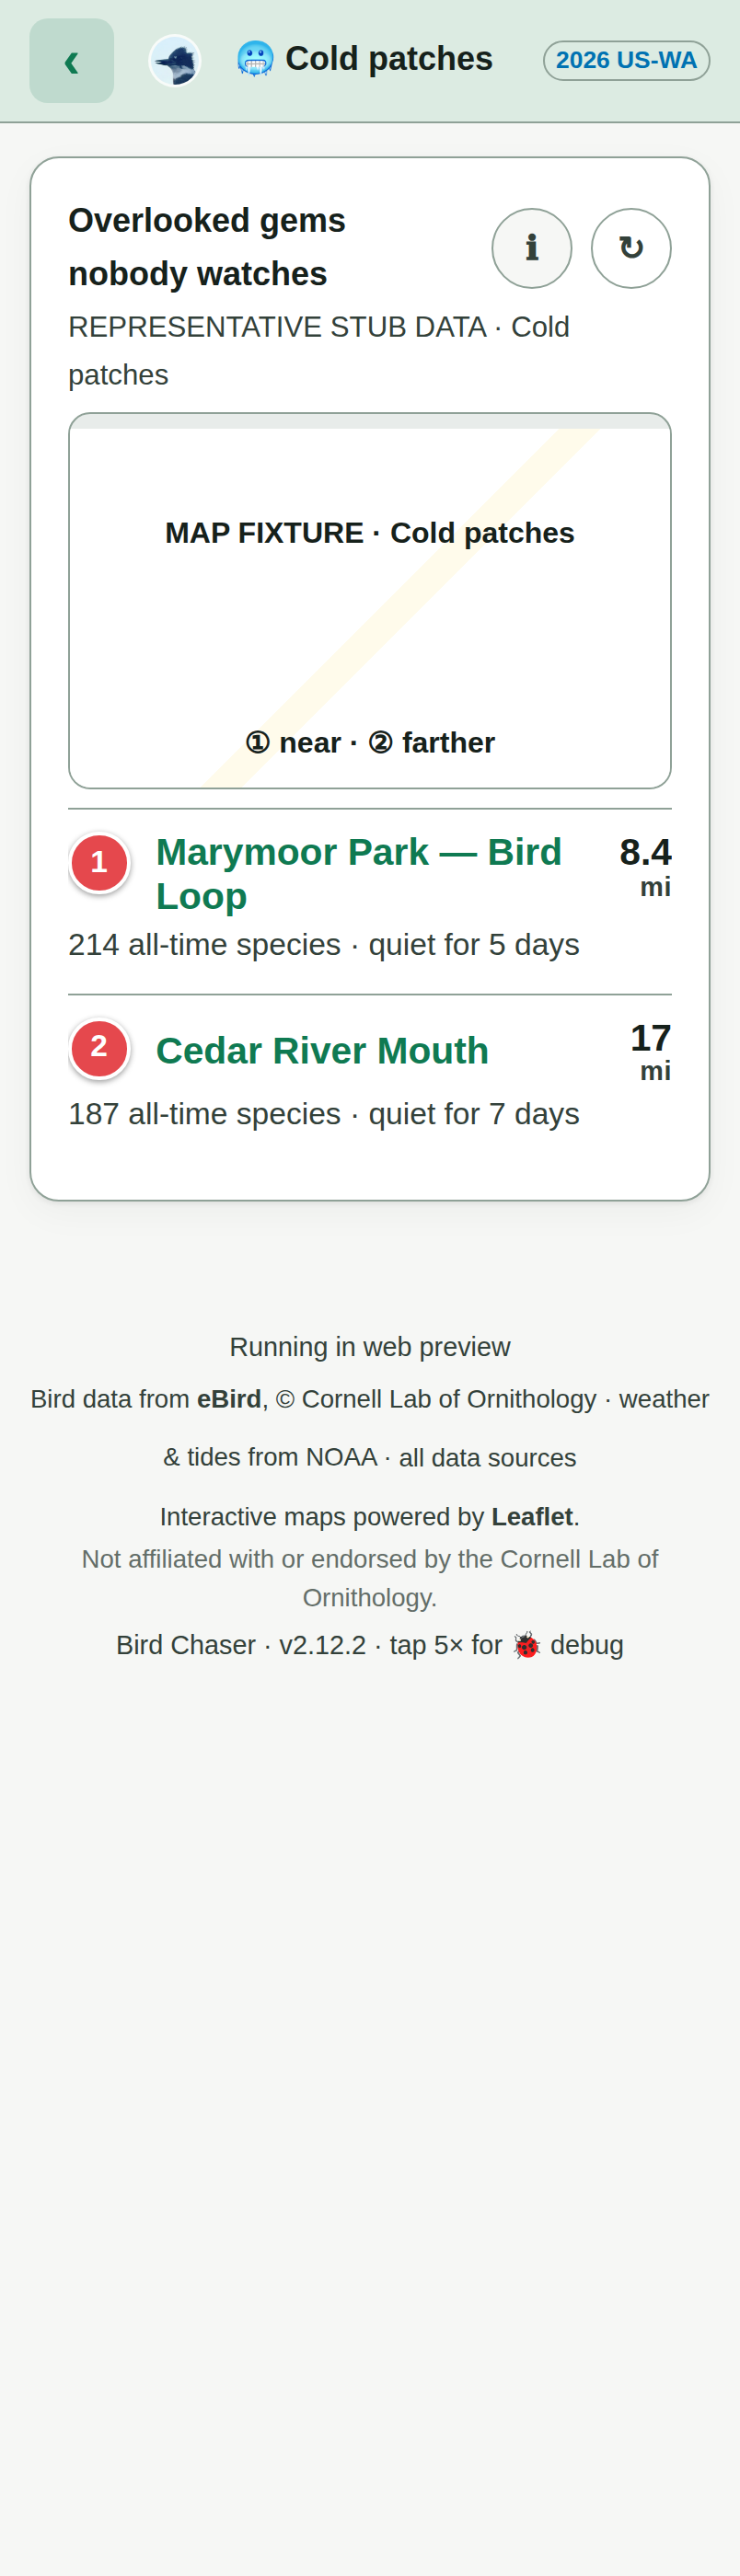 ‹ 🥶 Cold patches 2026 US-WA
Overlooked gems
nobody watches
ℹ ↻
REPRESENTATIVE STUB DATA · Cold
patches
MAP FIXTURE · Cold patches
① near · ② farther
1 Marymoor Park — Bird
Loop
8.4
mi
214 all-time species · quiet for 5 days
2 Cedar River Mouth
17
mi
187 all-time species · quiet for 7 days
Running in web preview
Bird data from eBird, © Cornell Lab of Ornithology · weather
& tides from NOAA · all data sources
Interactive maps powered by Leaflet.
Not affiliated with or endorsed by the Cornell Lab of
Ornithology.
Bird Chaser · v2.12.2 · tap 5× for 🐞 debug